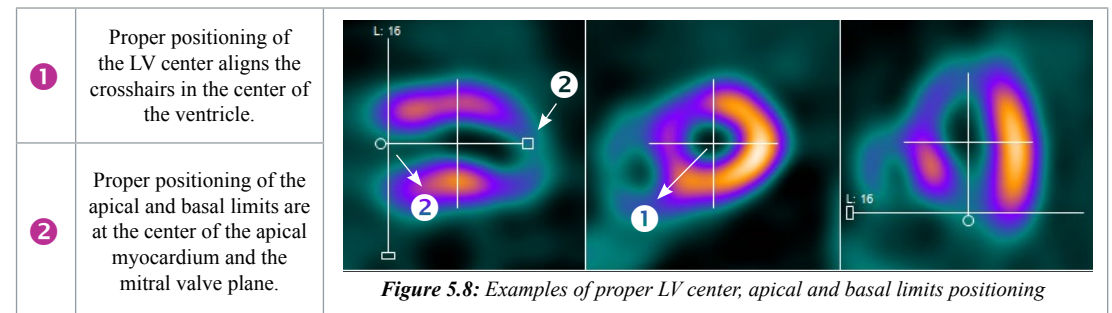 1
Proper positioning of
the LV center aligns the
crosshairs in the center of
the ventricle.
2
Proper positioning of the
apical and basal limits are
at the center of the apical
myocardium and the
mitral valve plane.
L: 16
2
2
1
L: 16
Figure 5.8: Examples of proper LV center, apical and basal limits positioning